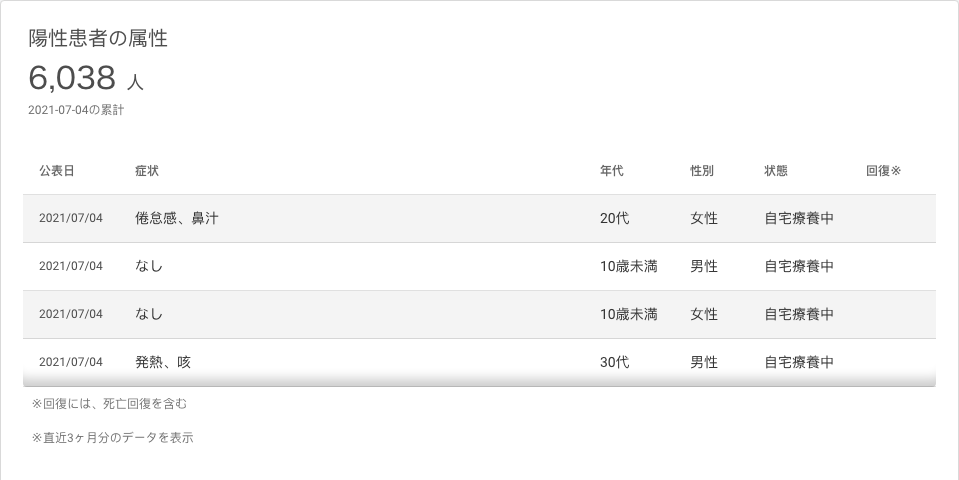 陽性患者の属性
6,038 人
2021-07-04の累計
公表日 症状 年代 性別 状態 回復※
2021/07/04 倦怠感、鼻汁 20代 女性 自宅療養中
2021/07/04 なし 10歳未満 男性 自宅療養中
2021/07/04 なし 10歳未満 女性 自宅療養中
2021/07/04 発熱、咳 30代 男性 自宅療養中
※回復には、死亡回復を含む
※直近3ヶ月分のデータを表示